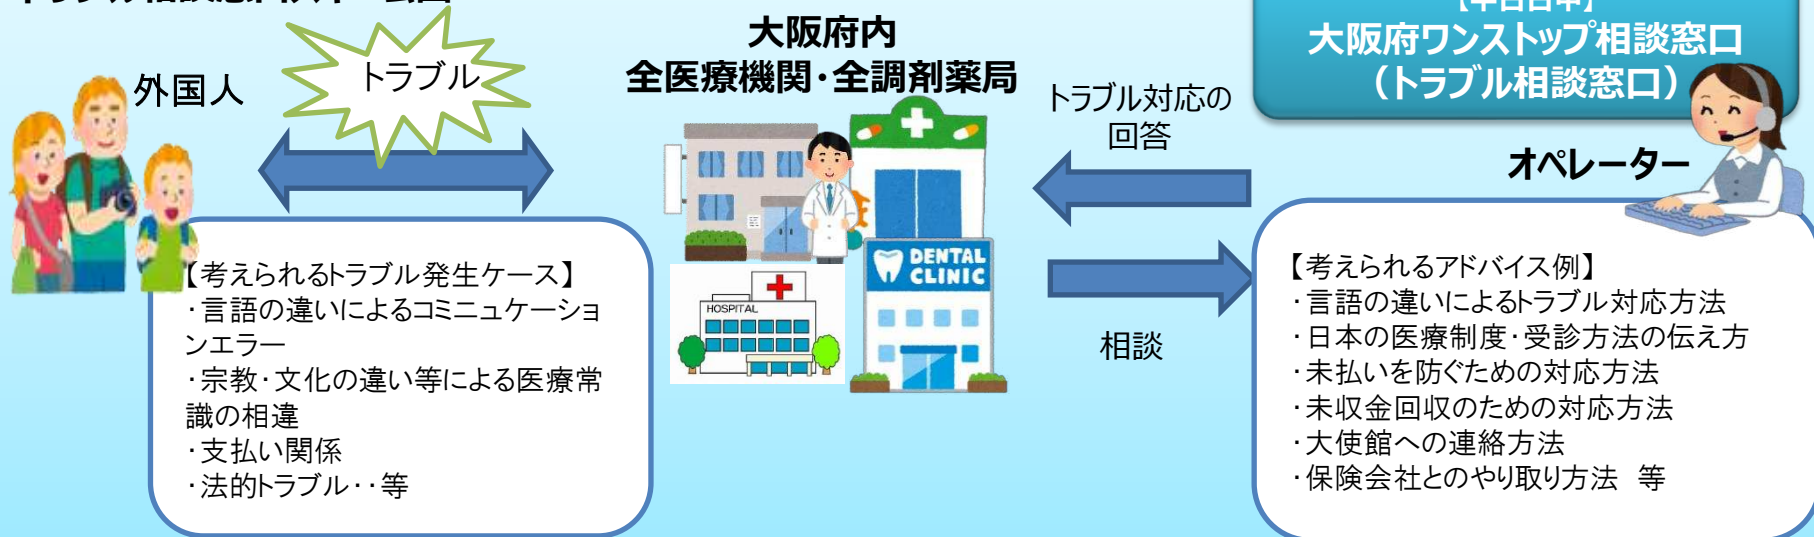 【平日日中】
大阪府ワンストップ相談窓口
（トラブル相談窓口）
オペレーター
大阪府内
全医療機関・全調剤薬局
外国人
トラブル
トラブル対応の
回答
相談
DENTAL
CLINIC
HOSPITAL
【考えられるトラブル発生ケース】
・言語の違いによるコミニュケーショ
ンエラー
・宗教・文化の違い等による医療常
識の相違
・支払い関係
・法的トラブル・・等
【考えられるアドバイス例】
・言語の違いによるトラブル対応方法
・日本の医療制度・受診方法の伝え方
・未払いを防ぐための対応方法
・未収金回収のための対応方法
・大使館への連絡方法
・保険会社とのやり取り方法　等